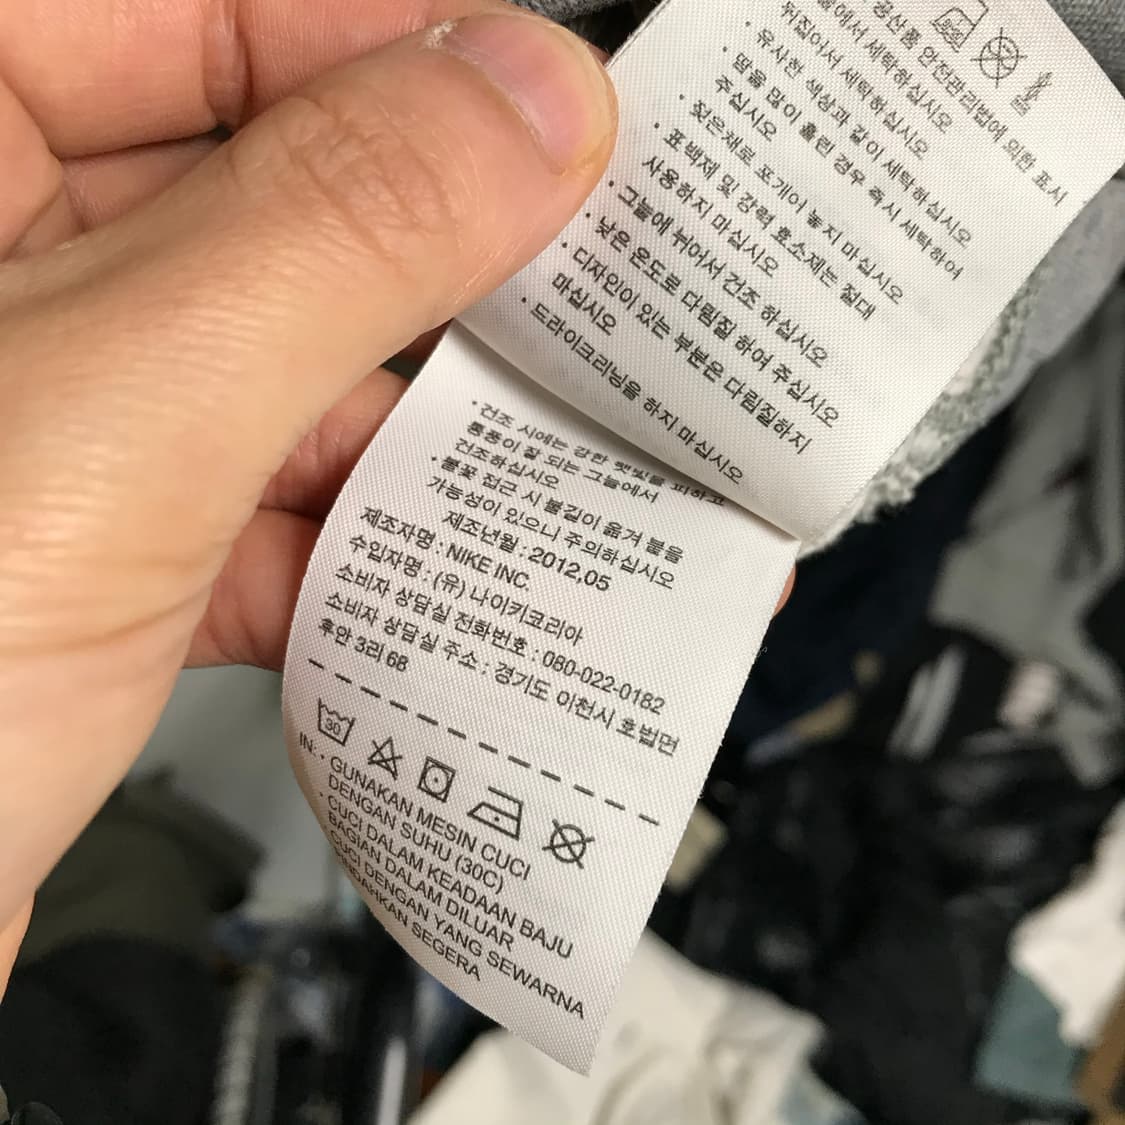 공산품 안전관리법에 의한 표시
물에서 세탁하십시오
뒤집어서 세탁하십시오
· 유사한 색상과 같이 세탁하십시오
· 땀을 많이 흘린 경우 즉시 세탁하여
주십시오
· 젖은채로 포개어 놓지 마십시오
· 표백제 및 강력 효소제는 절대
사용하지 마십시오
· 그늘에 뉘어서 건조 하십시오
· 낮은 온도로 다림질 하여 주십시오
· 디자인이 있는 부분은 다림질하지
마십시오
· 드라이크리닝을 하지 마십시오
· 건조 시에는 강한 햇빛을 피하고
통풍이 잘 되는 그늘에서
건조하십시오
· 불꽃 접근 시 불길이 옮겨 붙을
가능성이 있으니 주의하십시오
제조년월 : 2012.05
제조자명 : NIKE INC.
수입자명 : (유) 나이키코리아
소비자 상담실 전화번호 : 080-022-0182
소비자 상담실 주소 : 경기도 이천시 호법면
후안 3리 68
30
IN- · GUNAKAN MESIN CUCI
DENGAN SUHU (30C)
· CUCI DALAM KEADAAN BAJU
BAGIAN DALAM DILUAR
CUCI DENGAN YANG SEWARNA
SEGERA